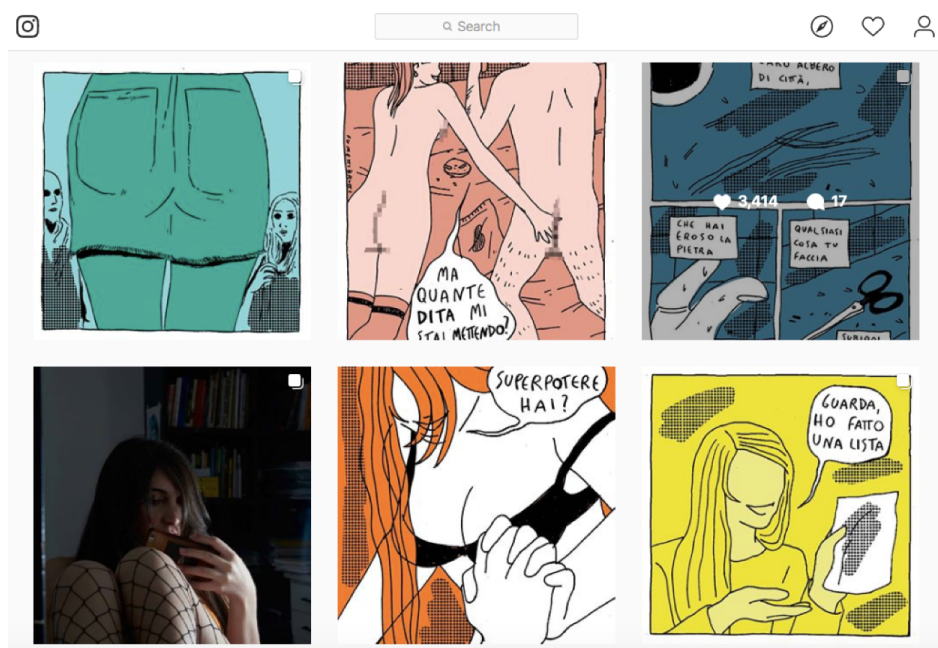 Search
CARO ALBERO
DI CITTÀ,
3,414
17
CHE HAI
EROSO LA
PIETRA
QUALSIASI
COSA TU
FACCIA
MA
QUANTE
DITA MI
STAI METTENDO?
SUPERPOTERE
HAI?
GUARDA,
HO FATTO
UNA LISTA